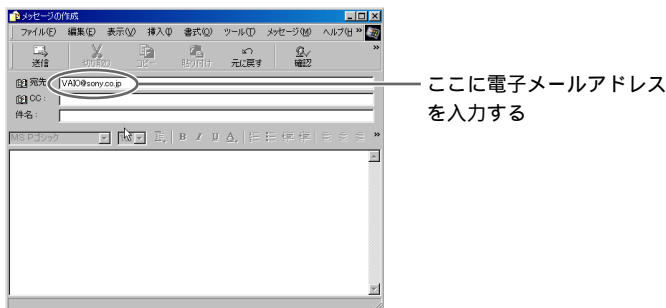 メッセージの作成
ファイル(F) 編集(E) 表示(V) 挿入(I) 書式(O) ツール(T) メッセージ(M) ヘルプ(H) »
送信 切り取り コピー 貼り付け 元に戻す 確認 »
宛先 VAIO@sony.co.jp
CC:
件名:
MS Pゴシック B I U A »
ここに電子メールアドレス
を入力する